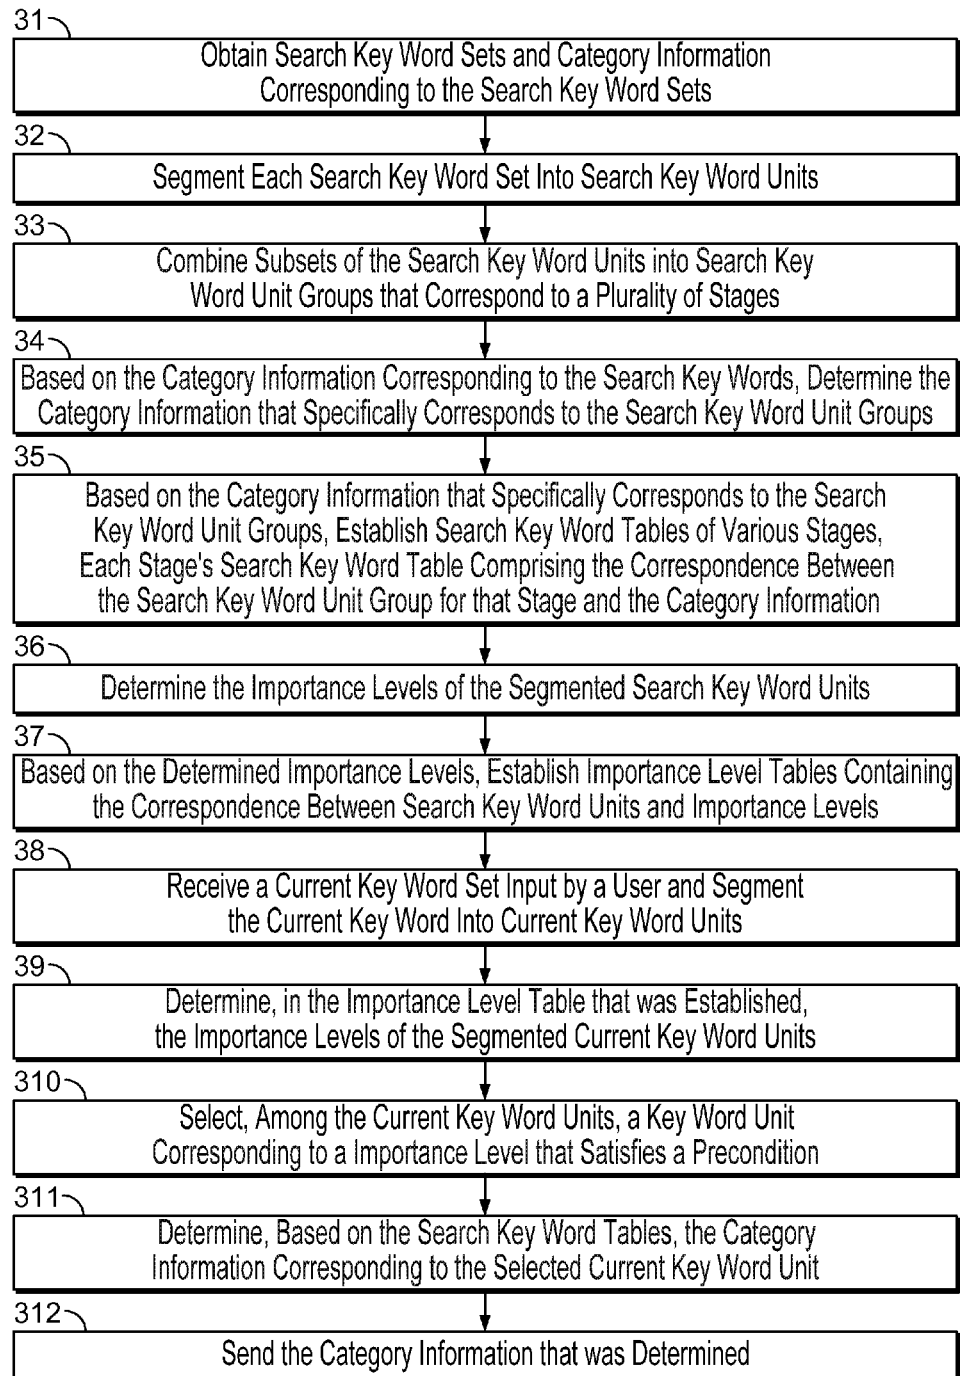 31
Obtain Search Key Word Sets and Category Information
Corresponding to the Search Key Word Sets
32
Segment Each Search Key Word Set Into Search Key Word Units
33
Combine Subsets of the Search Key Word Units into Search Key
Word Unit Groups that Correspond to a Plurality of Stages
34
Based on the Category Information Corresponding to the Search Key Words, Determine the
Category Information that Specifically Corresponds to the Search Key Word Unit Groups
35
Based on the Category Information that Specifically Corresponds to the Search
Key Word Unit Groups, Establish Search Key Word Tables of Various Stages,
Each Stage's Search Key Word Table Comprising the Correspondence Between
the Search Key Word Unit Group for that Stage and the Category Information
36
Determine the Importance Levels of the Segmented Search Key Word Units
37
Based on the Determined Importance Levels, Establish Importance Level Tables Containing
the Correspondence Between Search Key Word Units and Importance Levels
38
Receive a Current Key Word Set Input by a User and Segment
the Current Key Word Into Current Key Word Units
39
Determine, in the Importance Level Table that was Established,
the Importance Levels of the Segmented Current Key Word Units
310
Select, Among the Current Key Word Units, a Key Word Unit
Corresponding to a Importance Level that Satisfies a Precondition
311
Determine, Based on the Search Key Word Tables, the Category
Information Corresponding to the Selected Current Key Word Unit
312
Send the Category Information that was Determined